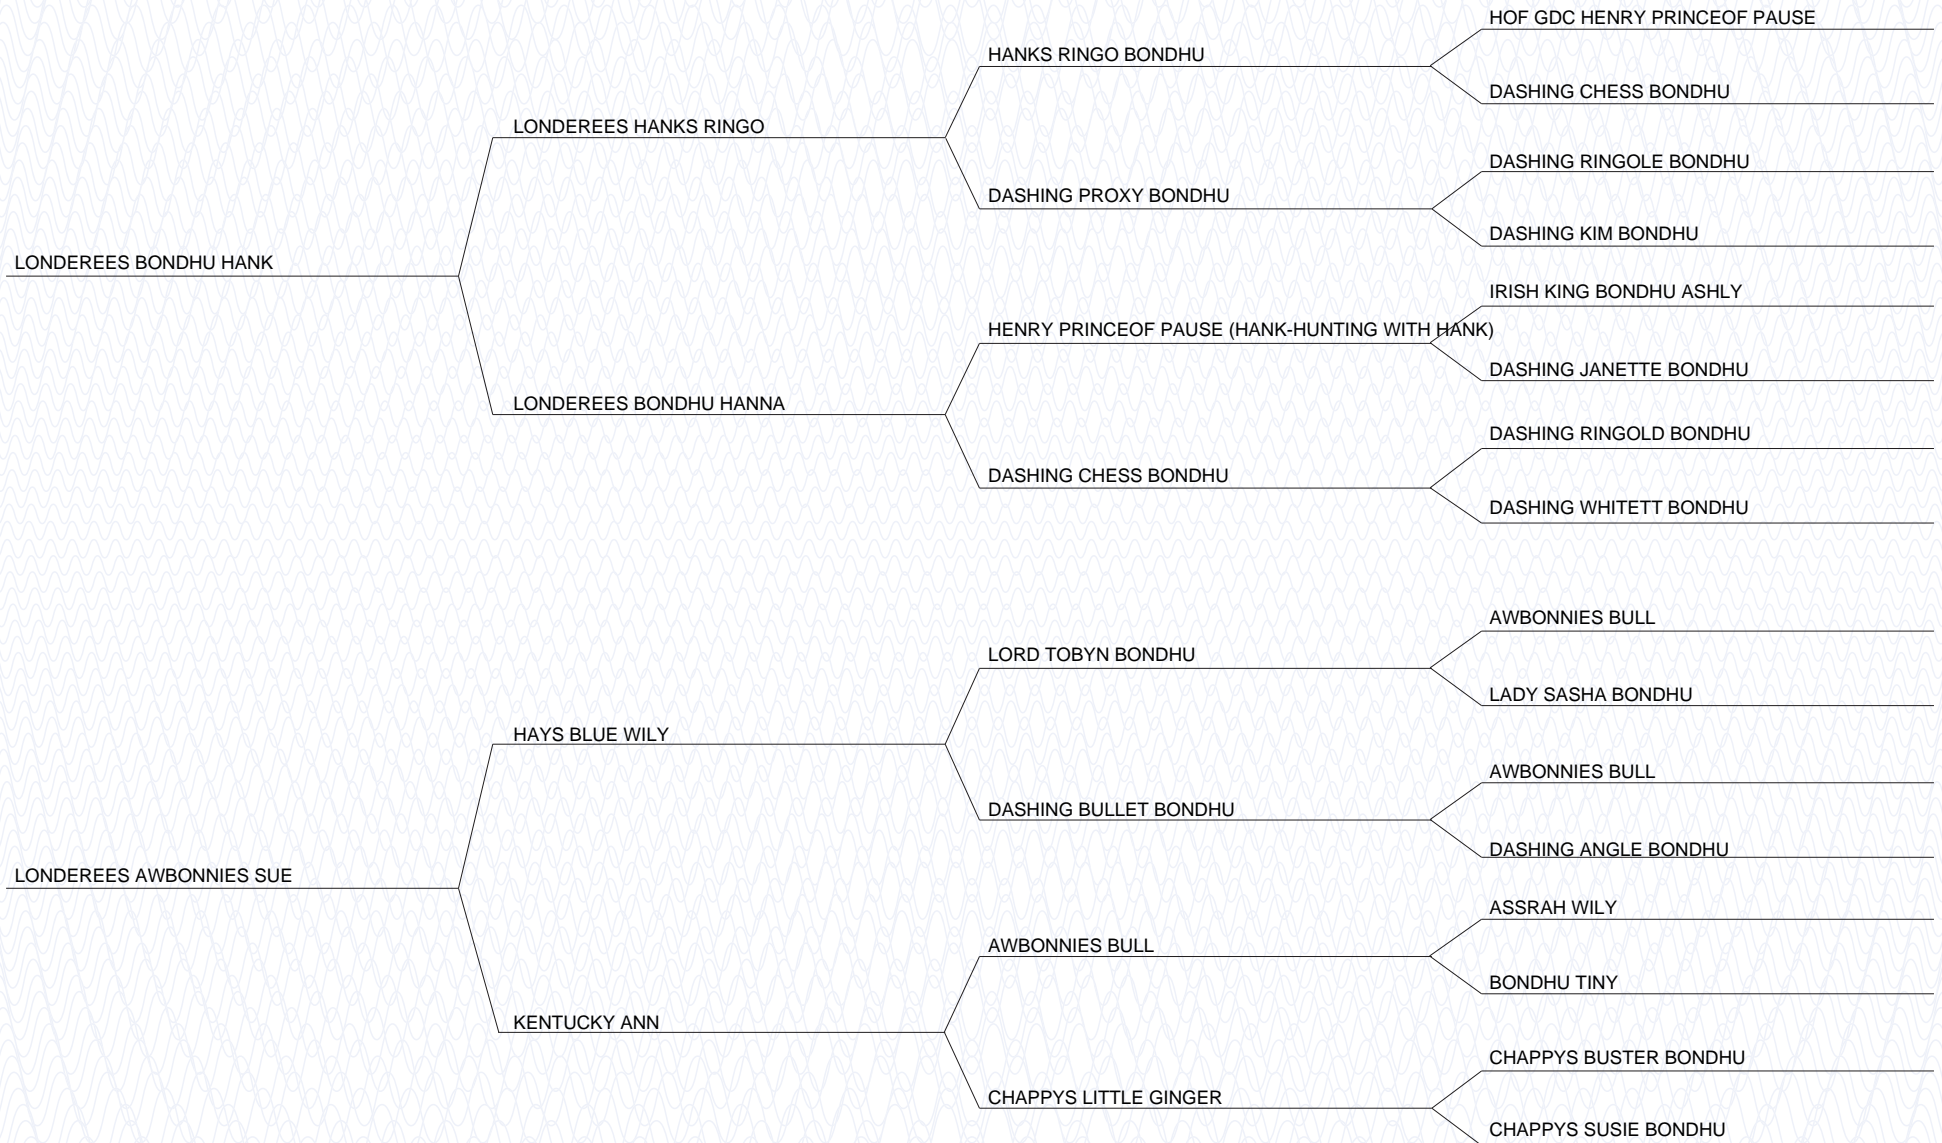 HOF GDC HENRY PRINCEOF PAUSE
HANKS RINGO BONDHU
DASHING CHESS BONDHU
LONDEREES HANKS RINGO
DASHING RINGOLE BONDHU
DASHING PROXY BONDHU
DASHING KIM BONDHU
LONDEREES BONDHU HANK
IRISH KING BONDHU ASHLY
HENRY PRINCEOF PAUSE (HANK-HUNTING WITH HANK)
DASHING JANETTE BONDHU
LONDEREES BONDHU HANNA
DASHING RINGOLD BONDHU
DASHING CHESS BONDHU
DASHING WHITETT BONDHU
AWBONNIES BULL
LORD TOBYN BONDHU
LADY SASHA BONDHU
HAYS BLUE WILY
AWBONNIES BULL
DASHING BULLET BONDHU
DASHING ANGLE BONDHU
LONDEREES AWBONNIES SUE
ASSRAH WILY
AWBONNIES BULL
BONDHU TINY
KENTUCKY ANN
CHAPPYS BUSTER BONDHU
CHAPPYS LITTLE GINGER
CHAPPYS SUSIE BONDHU